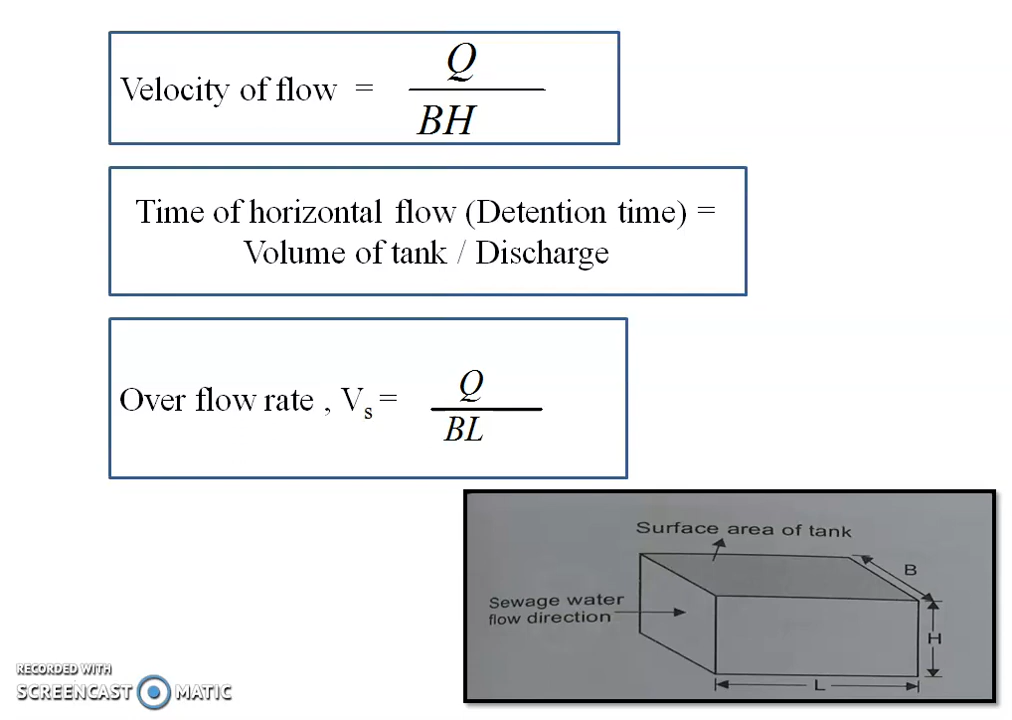 Velocity of flow = Q
BH
Time of horizontal flow (Detention time) =
Volume of tank / Discharge
Over flow rate , Vs = Q
BL
Surface area of tank
B
Sewage water
flow direction
H
L
RECORDED WITH
SCREENCAST MATIC